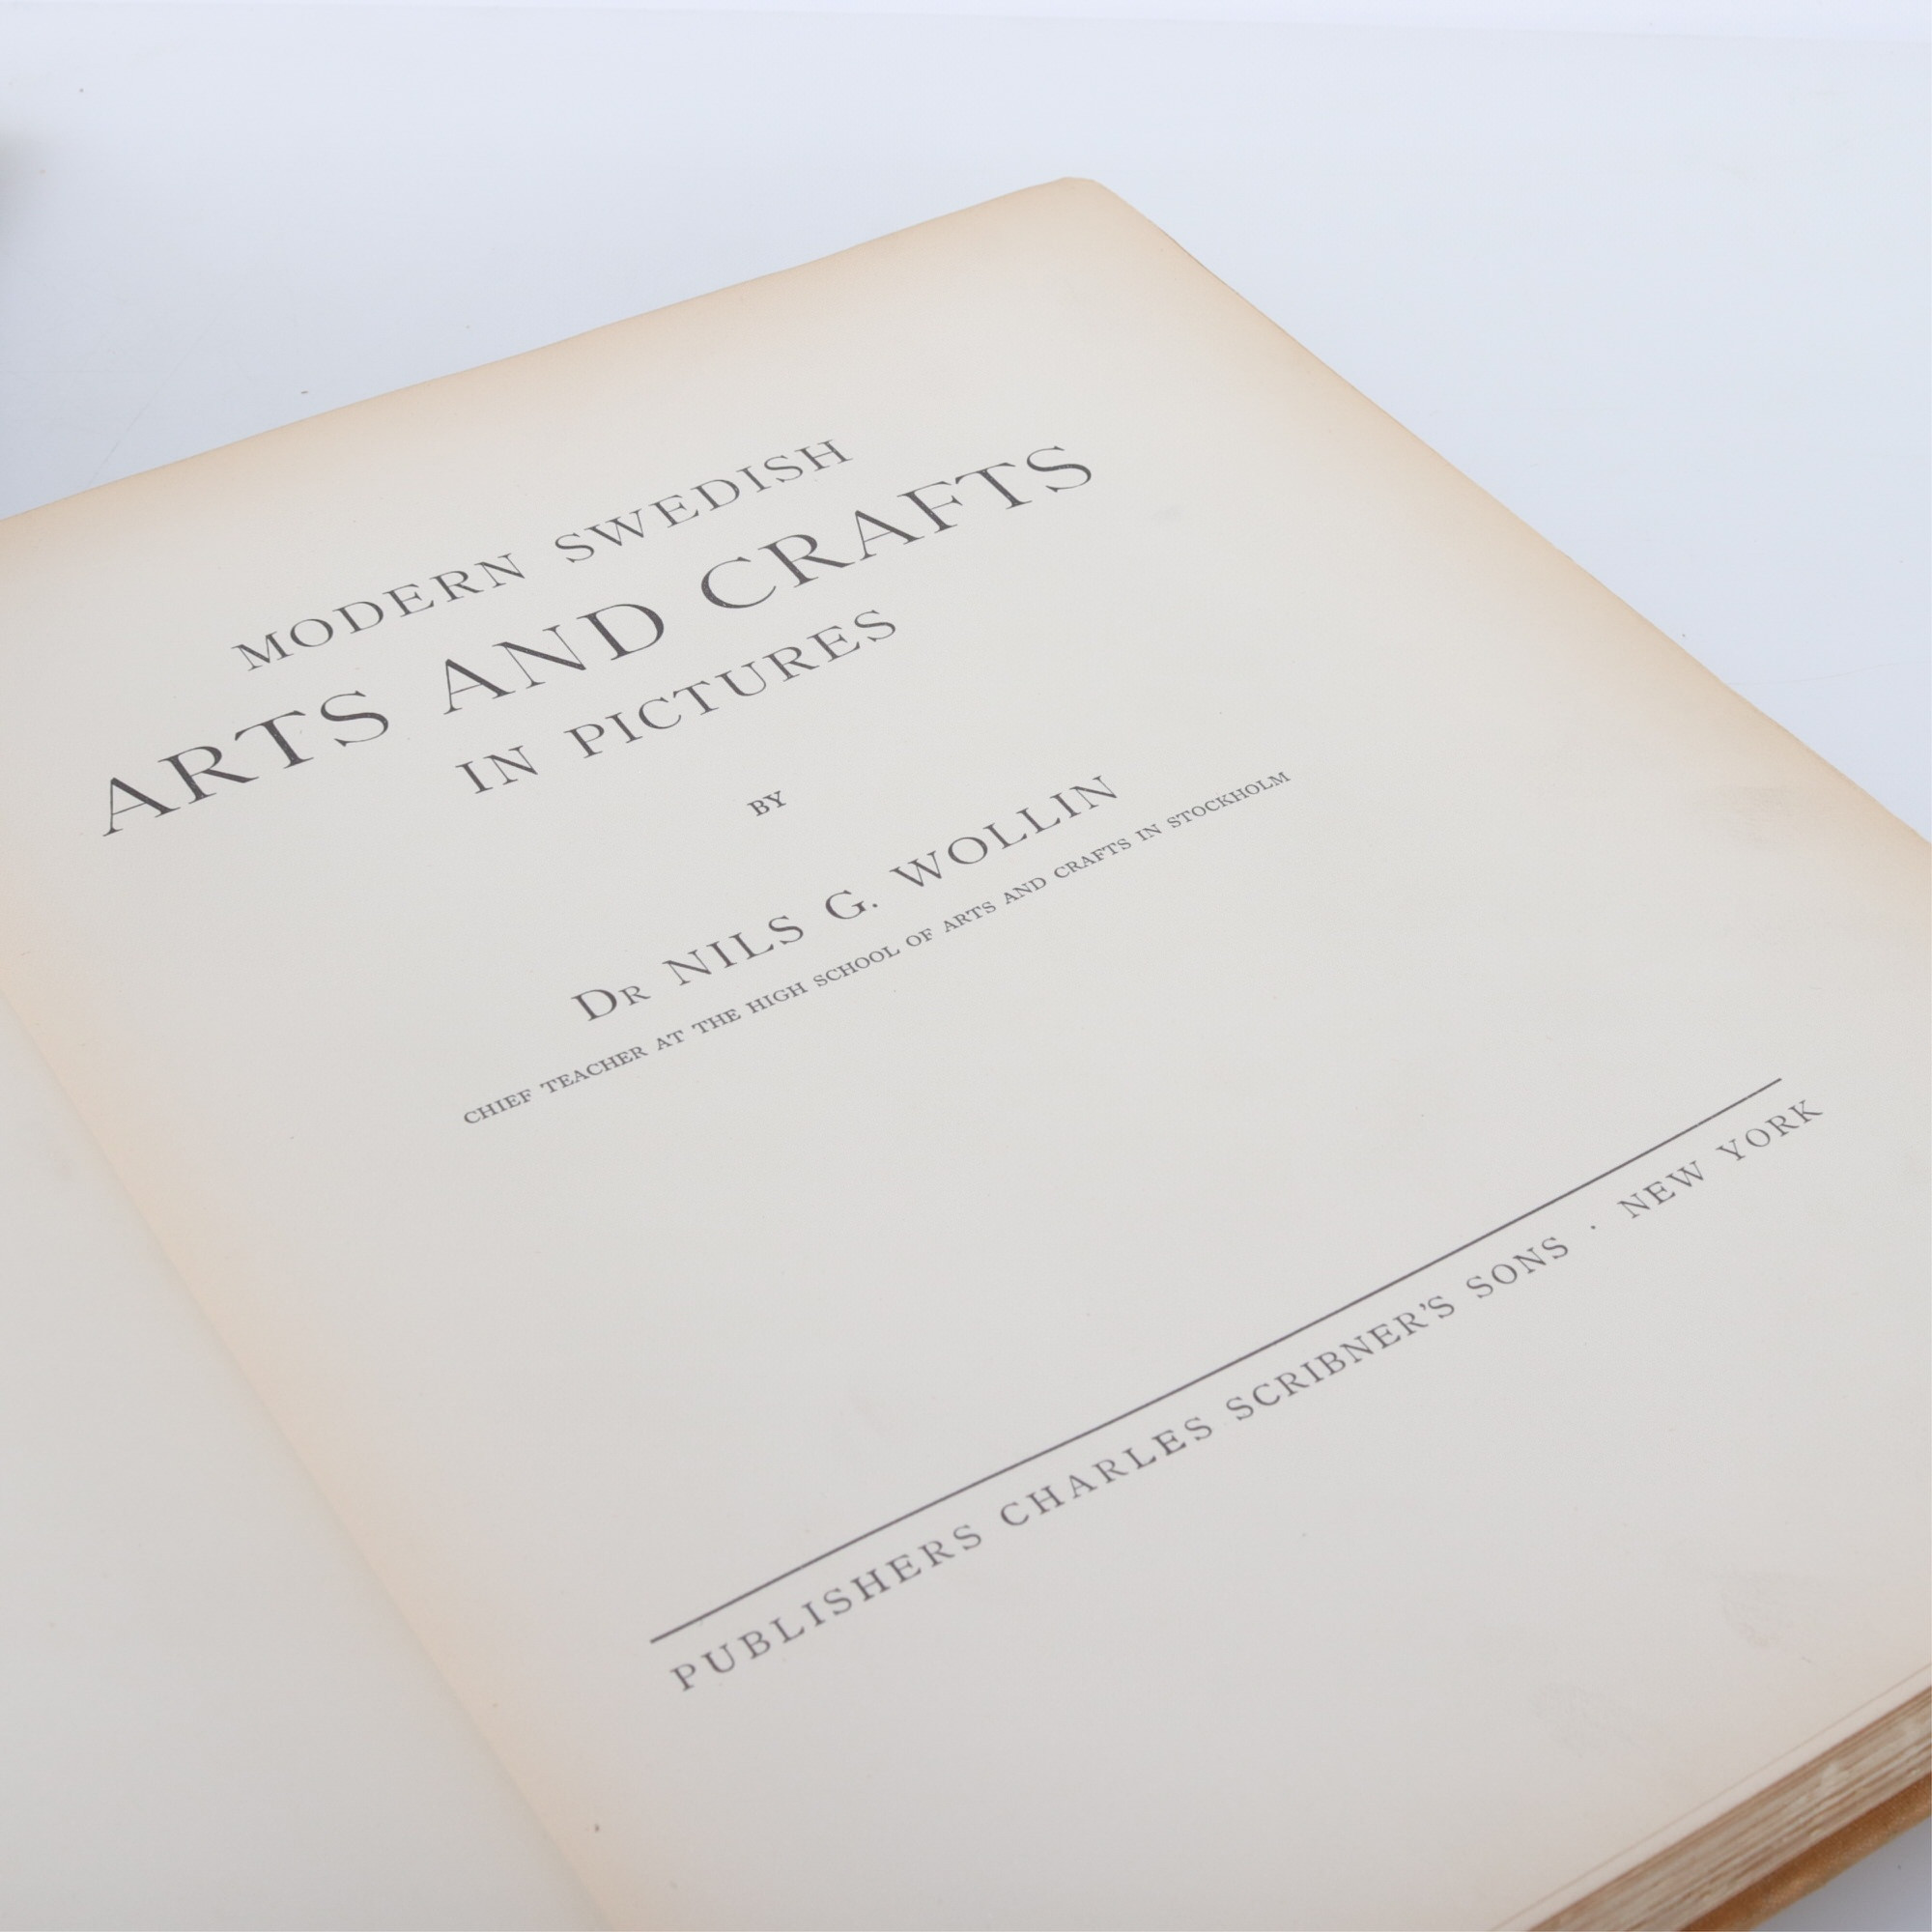 MODERN SWEDISH
ARTS AND CRAFTS
IN PICTURES
BY
DR NILS G. WOLLIN
CHIEF TEACHER AT THE HIGH SCHOOL OF ARTS AND CRAFTS IN STOCKHOLM
PUBLISHERS CHARLES SCRIBNER'S SONS · NEW YORK